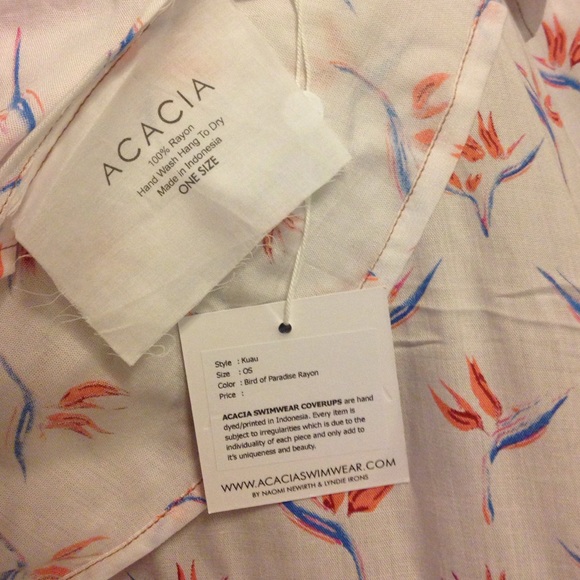 ACACIA
100% Rayon
Hand Wash Hang To Dry
Made in Indonesia
ONE SIZE
Style : Kuau
Size : OS
Color : Bird of Paradise Rayon
Price :
ACACIA SWIMWEAR COVERUPS are hand
dyed/printed in Indonesia. Every item is
subject to irregularities which is due to the
individuality of each piece and only add to
it's uniqueness and beauty.
WWW.ACACIASWIMWEAR.COM
BY NAOMI NEWIRTH & LYNDIE IRONS